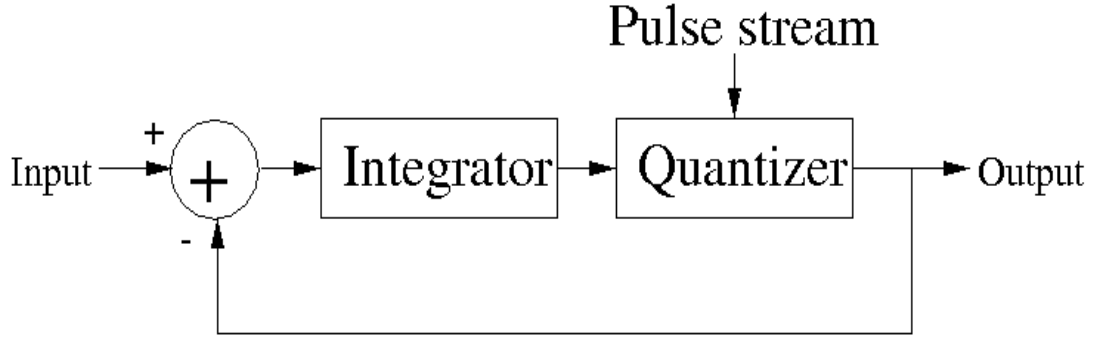 Pulse stream
+
Input
+
Integrator
Quantizer
Output
-